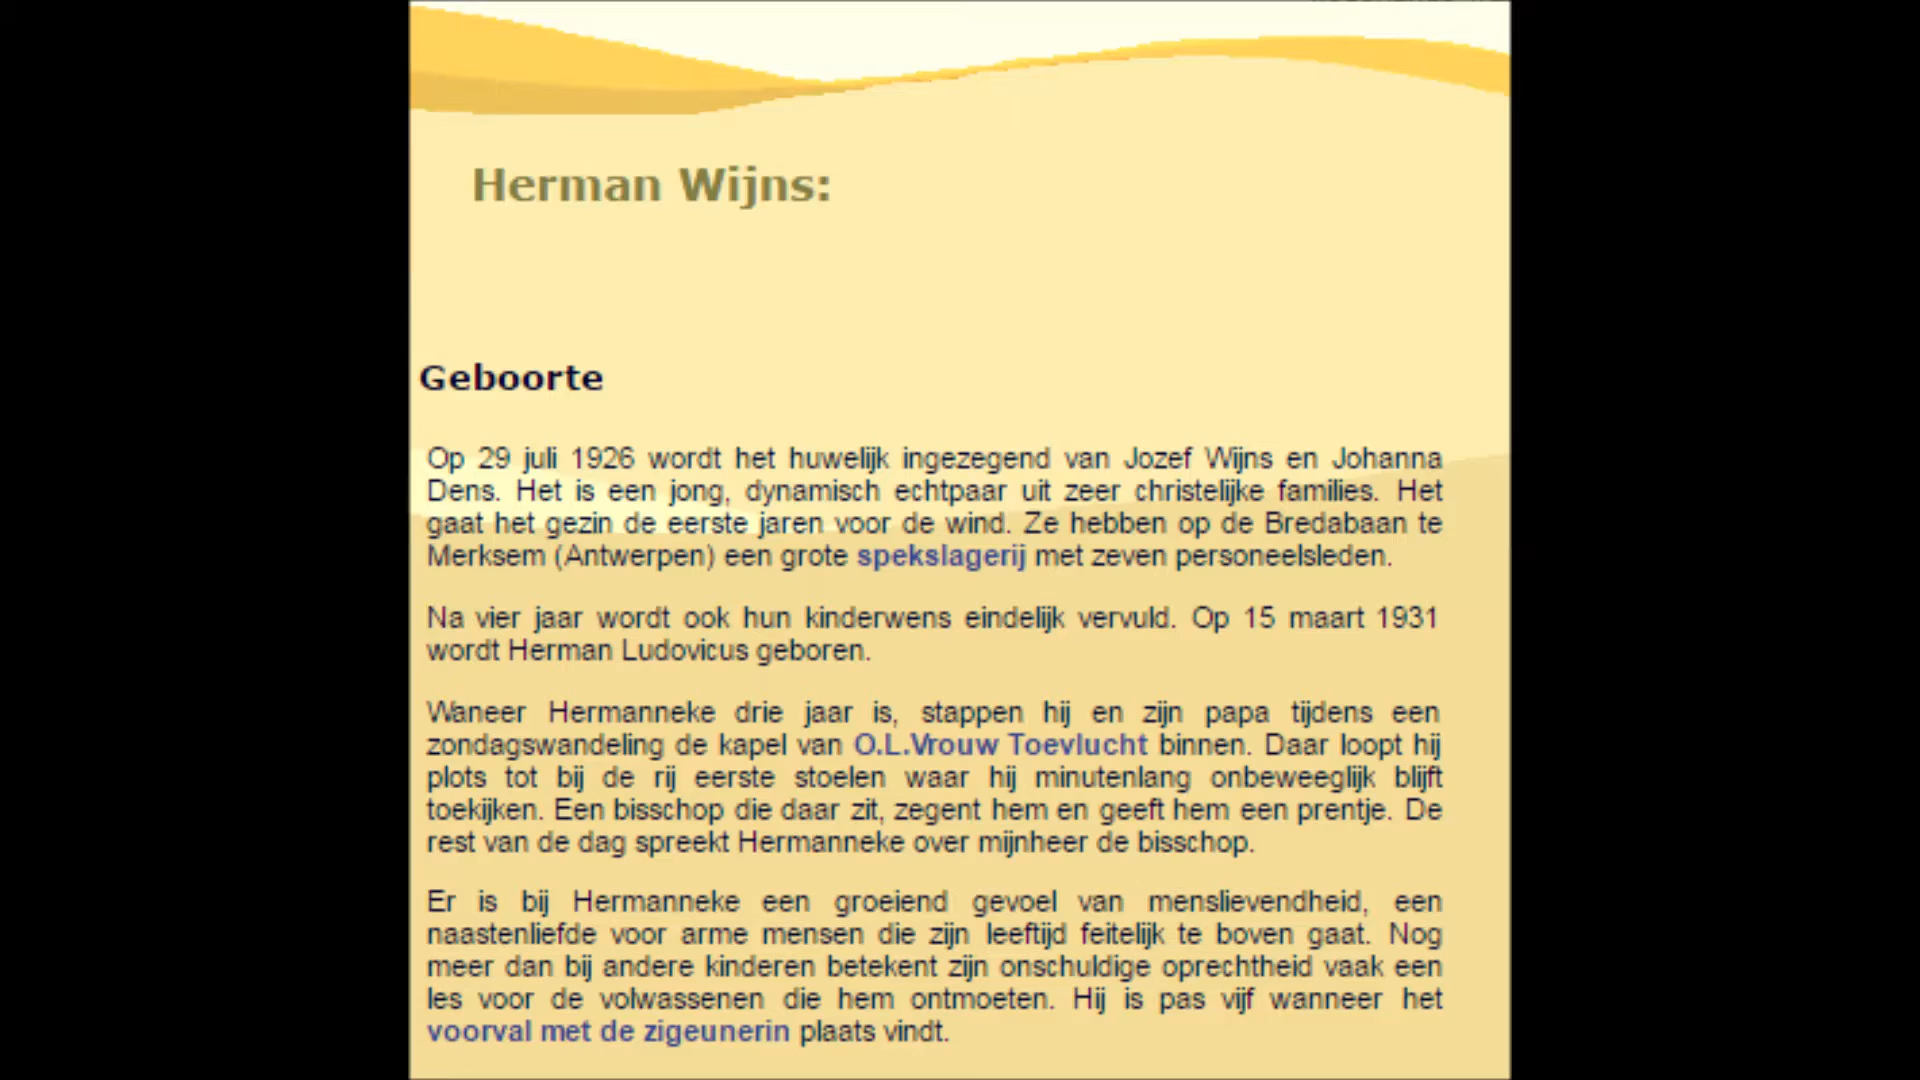 Herman Wijns:
Geboorte
Op 29 juli 1926 wordt het huwelijk ingezegend van Jozef Wijns en Johanna
Dens. Het is een jong, dynamisch echtpaar uit zeer christelijke families. Het
gaat het gezin de eerste jaren voor de wind. Ze hebben op de Bredabaan te
Merksem (Antwerpen) een grote spekslagerij met zeven personeelsleden.
Na vier jaar wordt ook hun kinderwens eindelijk vervuld. Op 15 maart 1931
wordt Herman Ludovicus geboren.
Waneer Hermanneke drie jaar is, stappen hij en zijn papa tijdens een
zondagswandeling de kapel van O.L.Vrouw Toevlucht binnen. Daar loopt hij
plots tot bij de rij eerste stoelen waar hij minutenlang onbeweeglijk blijft
toekijken. Een bisschop die daar zit, zegent hem en geeft hem een prentje. De
rest van de dag spreekt Hermanneke over mijnheer de bisschop.
Er is bij Hermanneke een groeiend gevoel van menslievendheid, een
naastenliefde voor arme mensen die zijn leeftijd feitelijk te boven gaat. Nog
meer dan bij andere kinderen betekent zijn onschuldige oprechtheid vaak een
les voor de volwassenen die hem ontmoeten. Hij is pas vijf wanneer het
voorval met de zigeunerin plaats vindt.